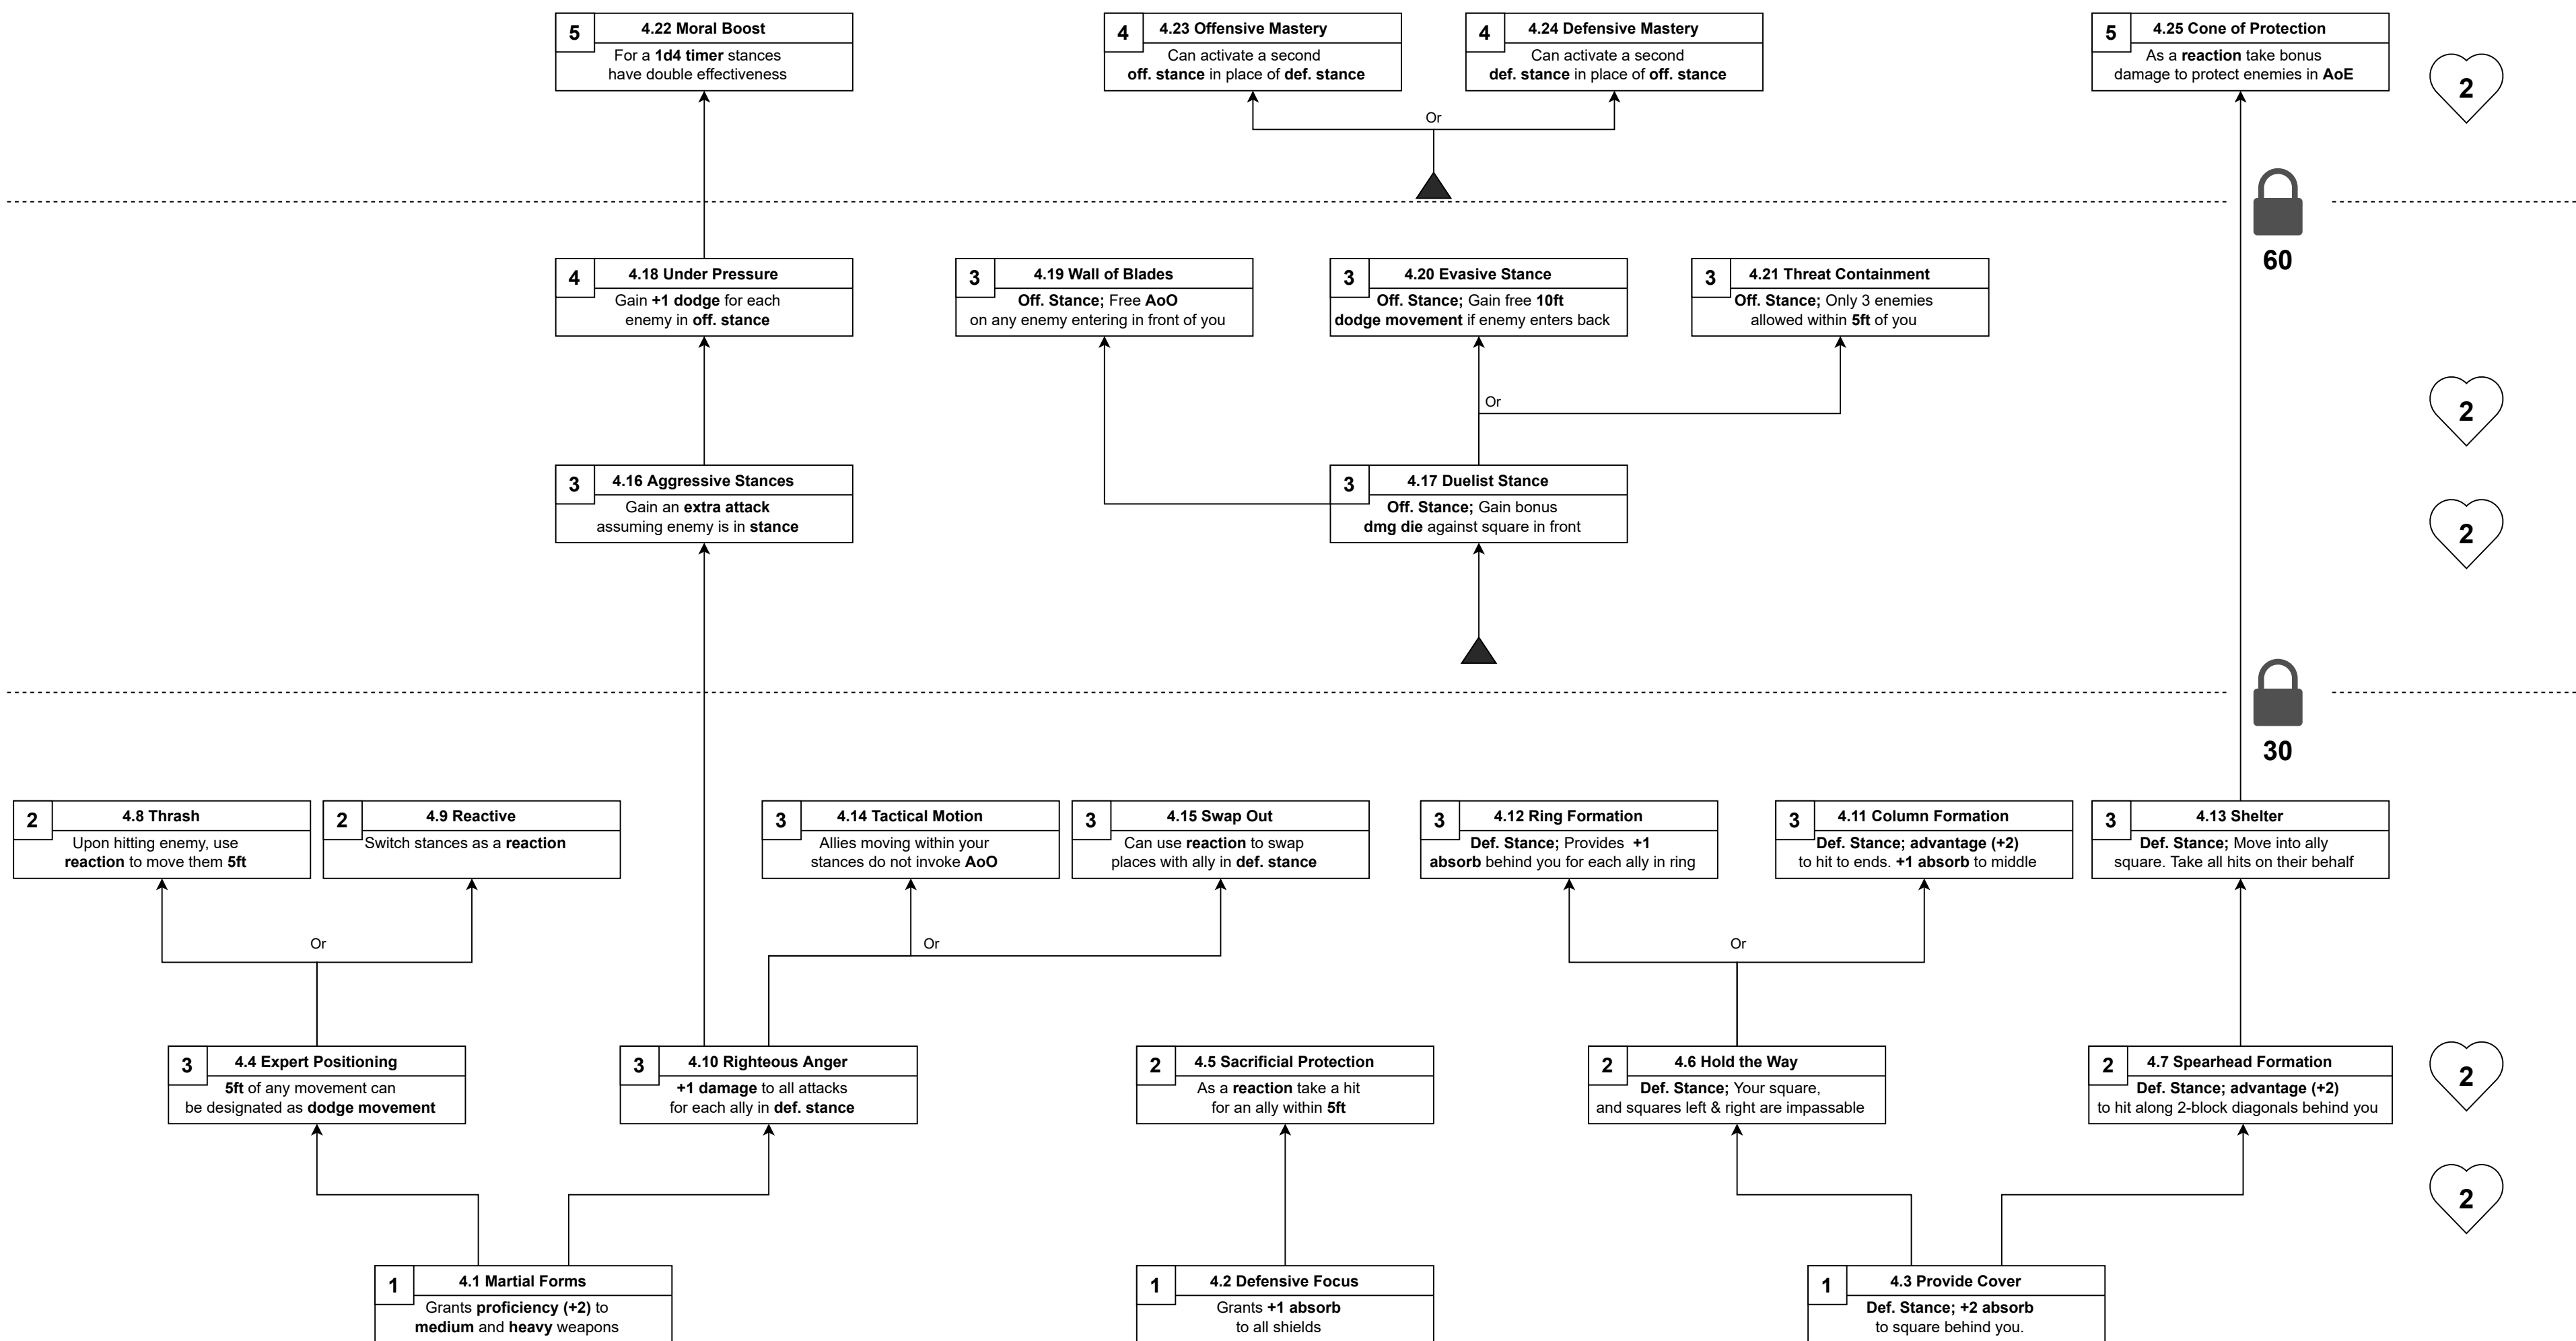 5
4.22 Moral Boost
For a 1d4 timer stances
have double effectiveness
4
4.23 Offensive Mastery
Can activate a second
off. stance in place of def. stance
4
4.24 Defensive Mastery
Can activate a second
def. stance in place of off. stance
5
4.25 Cone of Protection
As a reaction take bonus
damage to protect enemies in AoE
2
Or
60
4
4.18 Under Pressure
Gain +1 dodge for each
enemy in off. stance
3
4.19 Wall of Blades
Off. Stance; Free AoO
on any enemy entering in front of you
3
4.20 Evasive Stance
Off. Stance; Gain free 10ft
dodge movement if enemy enters back
3
4.21 Threat Containment
Off. Stance; Only 3 enemies
allowed within 5ft of you
Or
2
3
4.16 Aggressive Stances
Gain an extra attack
assuming enemy is in stance
3
4.17 Duelist Stance
Off. Stance; Gain bonus
dmg die against square in front
2
30
2
4.8 Thrash
Upon hitting enemy, use
reaction to move them 5ft
2
4.9 Reactive
Switch stances as a reaction
3
4.14 Tactical Motion
Allies moving within your
stances do not invoke AoO
3
4.15 Swap Out
Can use reaction to swap
places with ally in def. stance
3
4.12 Ring Formation
Def. Stance; Provides +1
absorb behind you for each ally in ring
3
4.11 Column Formation
Def. Stance; advantage (+2)
to hit to ends. +1 absorb to middle
3
4.13 Shelter
Def. Stance; Move into ally
square. Take all hits on their behalf
Or
Or
Or
3
4.4 Expert Positioning
5ft of any movement can
be designated as dodge movement
3
4.10 Righteous Anger
+1 damage to all attacks
for each ally in def. stance
2
4.5 Sacrificial Protection
As a reaction take a hit
for an ally within 5ft
2
4.6 Hold the Way
Def. Stance; Your square,
and squares left & right are impassable
2
4.7 Spearhead Formation
Def. Stance; advantage (+2)
to hit along 2-block diagonals behind you
2
2
1
4.1 Martial Forms
Grants proficiency (+2) to
medium and heavy weapons
1
4.2 Defensive Focus
Grants +1 absorb
to all shields
1
4.3 Provide Cover
Def. Stance; +2 absorb
to square behind you.